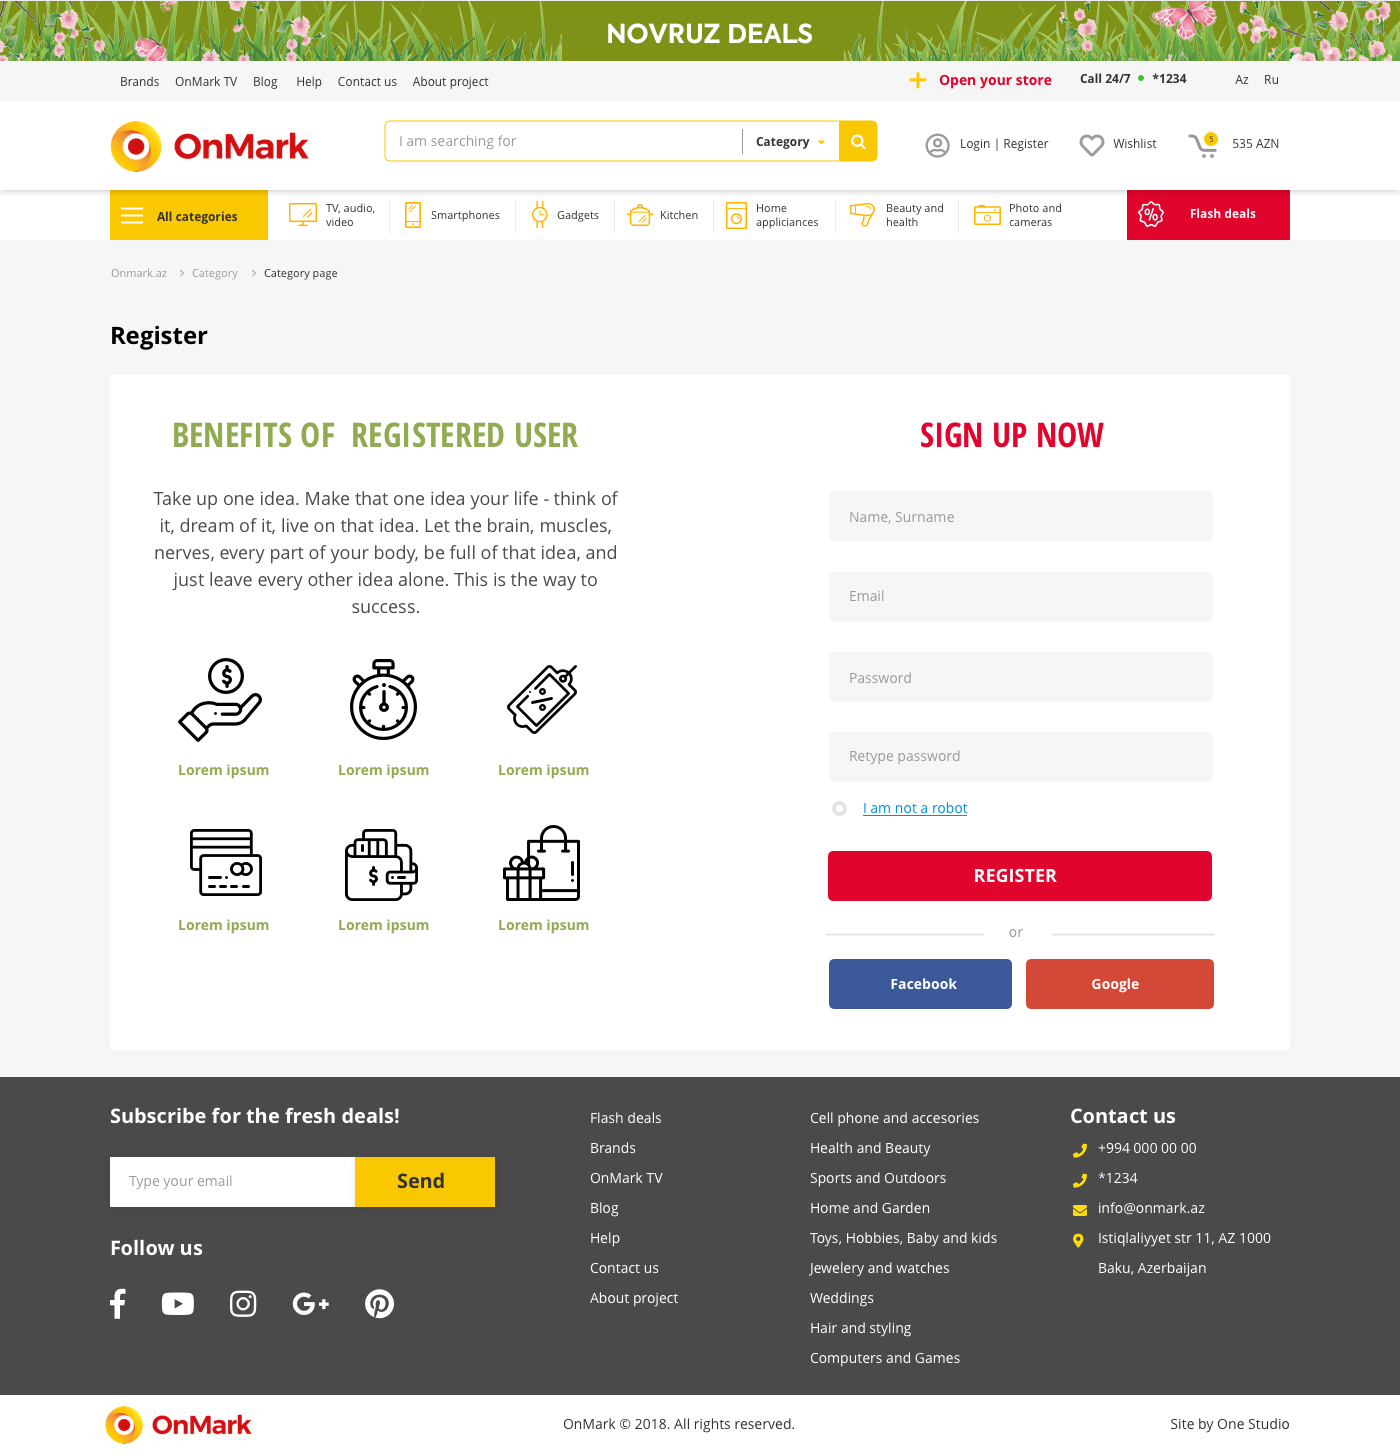 NOVRUZ DEALS
Brands OnMark TV Blog Help Contact us About project
Open your store Call 24/7 *1234 Az Ru
OnMark
I am searching for Category
Login | Register Wishlist 5 535 AZN
All categories
TV, audio,
video
Smartphones
Gadgets
Kitchen
Home
appliciances
Beauty and
health
Photo and
cameras
Flash deals
Onmark.az Category Category page
Register
BENEFITS OF REGISTERED USER
Take up one idea. Make that one idea your life - think of
it, dream of it, live on that idea. Let the brain, muscles,
nerves, every part of your body, be full of that idea, and
just leave every other idea alone. This is the way to
success.
Lorem ipsum Lorem ipsum Lorem ipsum
Lorem ipsum Lorem ipsum Lorem ipsum
SIGN UP NOW
Name, Surname
Email
Password
Retype password
I am not a robot
REGISTER
or
Facebook Google
Subscribe for the fresh deals!
Type your email Send
Follow us
Flash deals
Brands
OnMark TV
Blog
Help
Contact us
About project
Cell phone and accesories
Health and Beauty
Sports and Outdoors
Home and Garden
Toys, Hobbies, Baby and kids
Jewelery and watches
Weddings
Hair and styling
Computers and Games
Contact us
+994 000 00 00
*1234
info@onmark.az
Istiqlaliyyet str 11, AZ 1000
Baku, Azerbaijan
OnMark
OnMark © 2018. All rights reserved.
Site by One Studio